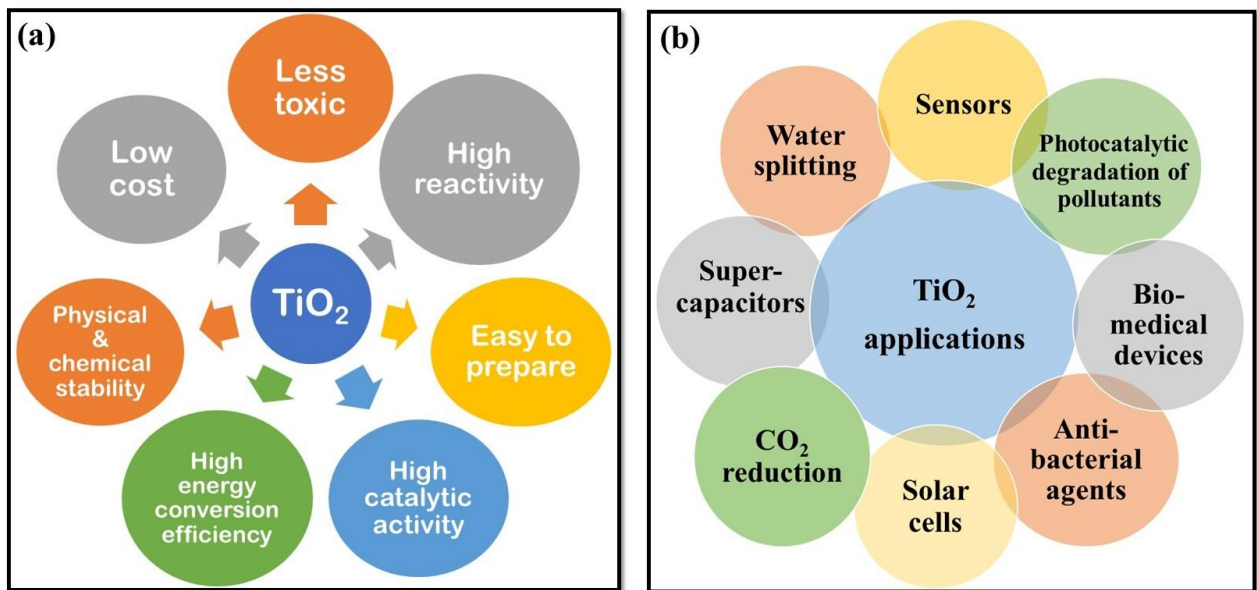 (a)
Less
toxic
High
reactivity
Low
cost
TiO₂
Easy to
prepare
Physical
&
chemical
stability
High
energy
conversion
efficiency
High
catalytic
activity
(b)
Sensors
Water
splitting
Photocatalytic
degradation of
pollutants
Super-
capacitors
TiO₂
applications
Bio-
medical
devices
CO₂
reduction
Solar
cells
Anti-
bacterial
agents